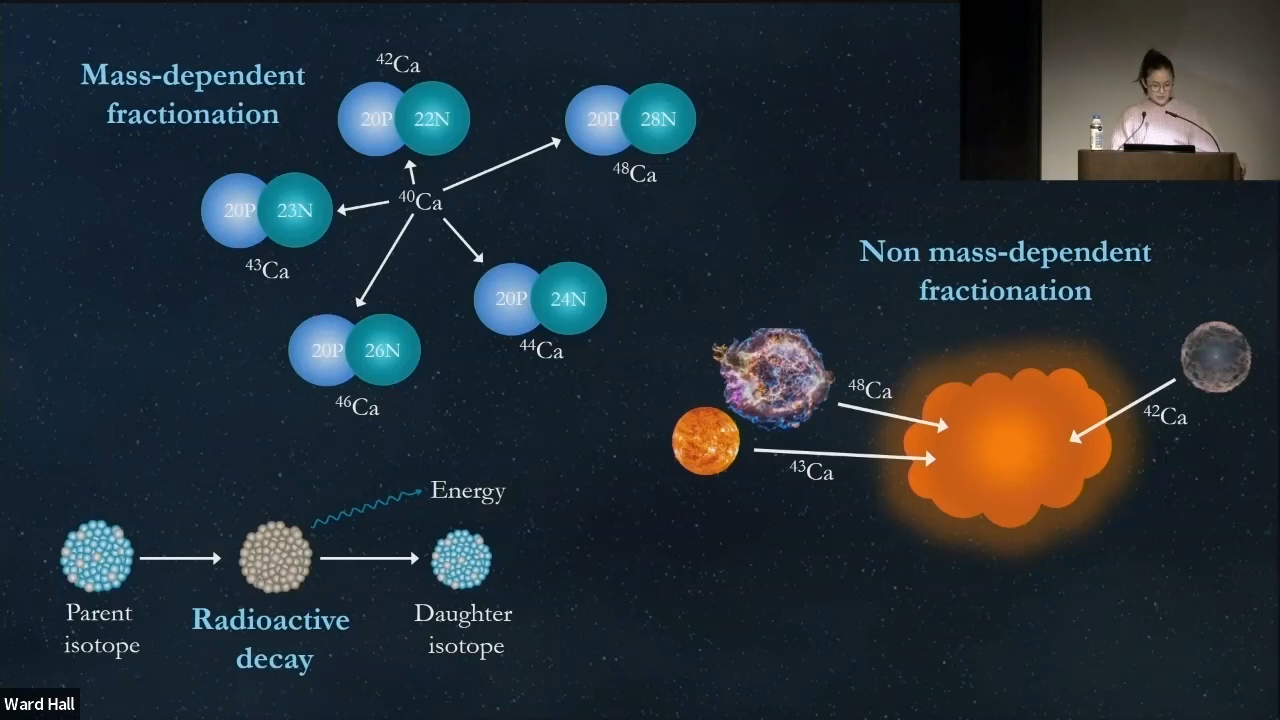 Mass-dependent
fractionation
⁴²Ca
20P 22N
20P 28N
⁴⁸Ca
⁴⁰Ca
20P 23N
⁴³Ca
20P 24N
⁴⁴Ca
20P 26N
⁴⁶Ca
Non mass-dependent
fractionation
⁴⁸Ca
⁴²Ca
⁴³Ca
Energy
Parent
isotope
Radioactive
decay
Daughter
isotope
Ward Hall